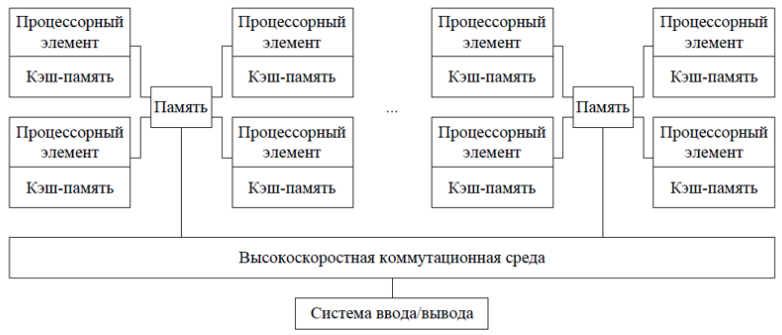 Процессорный
элемент
Кэш-память
Процессорный
элемент
Кэш-память
Процессорный
элемент
Кэш-память
Процессорный
элемент
Кэш-память
Память
...
Память
Процессорный
элемент
Кэш-память
Процессорный
элемент
Кэш-память
Процессорный
элемент
Кэш-память
Процессорный
элемент
Кэш-память
Высокоскоростная коммутационная среда
Система ввода/вывода